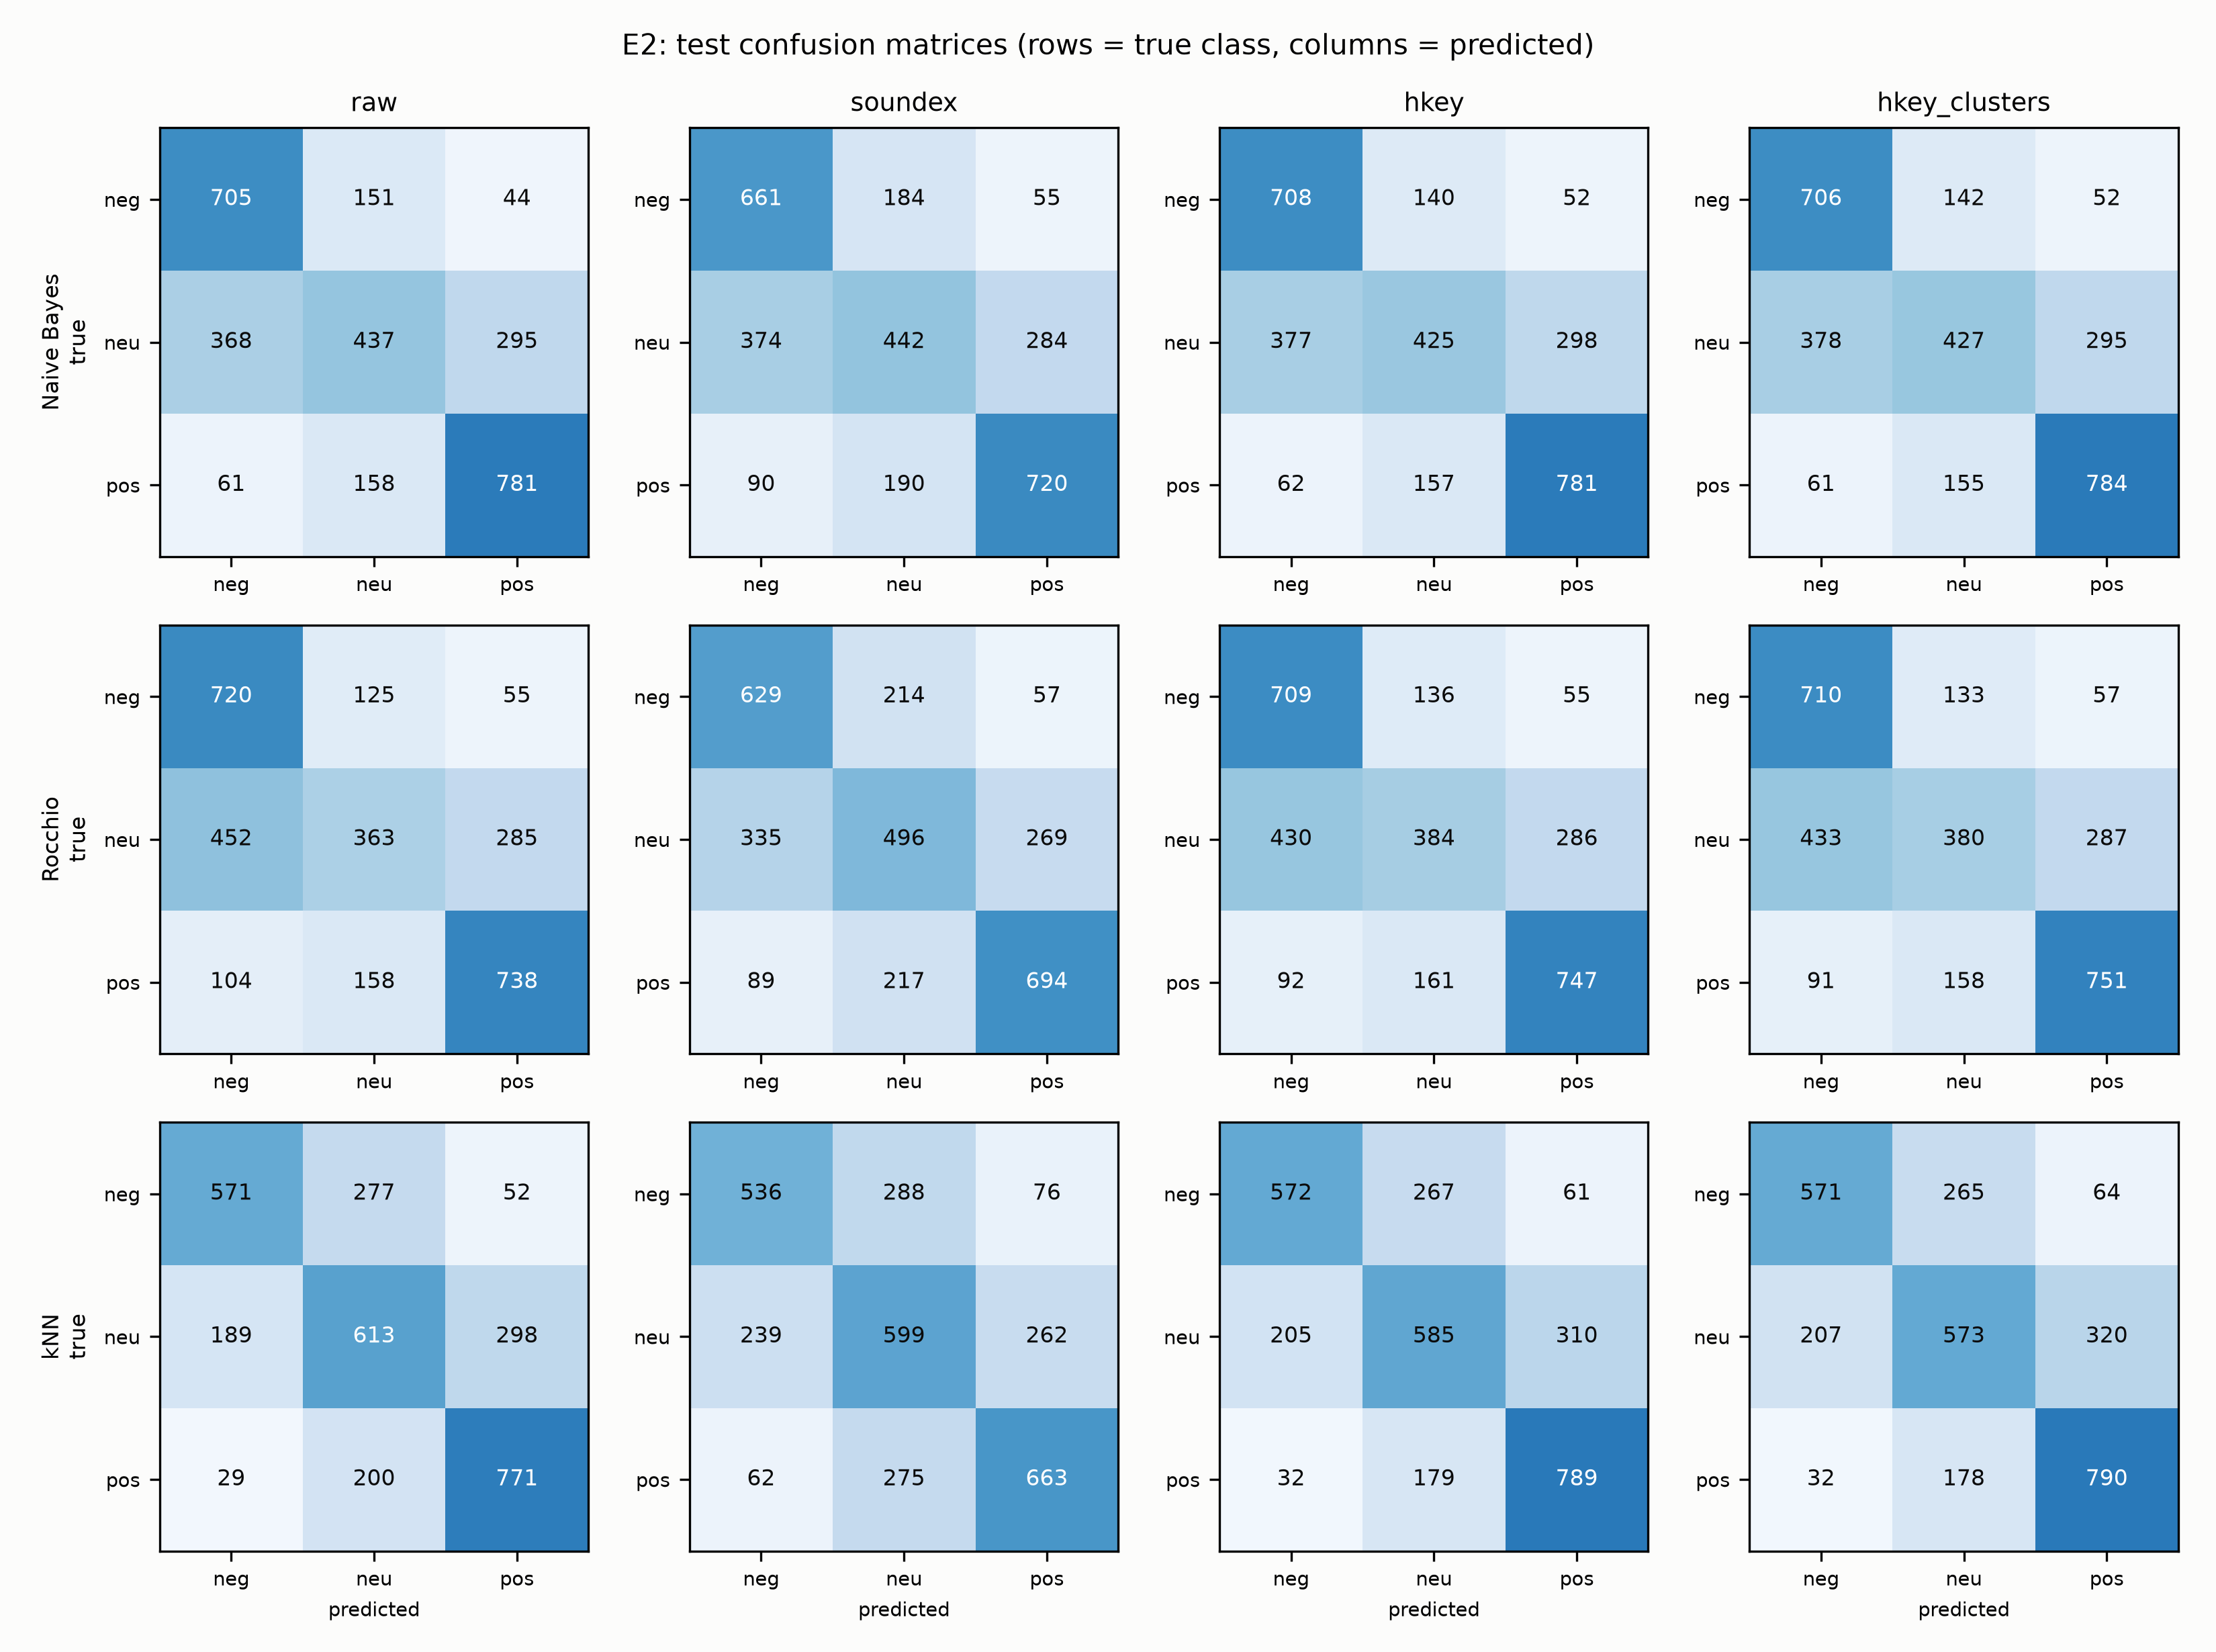 E2: test confusion matrices (rows = true class, columns = predicted)
raw soundex hkey hkey_clusters
Naive Bayes
true
neg 705 151 44 neg 661 184 55 neg 708 140 52 neg 706 142 52
neu 368 437 295 neu 374 442 284 neu 377 425 298 neu 378 427 295
pos 61 158 781 pos 90 190 720 pos 62 157 781 pos 61 155 784
neg neu pos neg neu pos neg neu pos neg neu pos
Rocchio
true
neg 720 125 55 neg 629 214 57 neg 709 136 55 neg 710 133 57
neu 452 363 285 neu 335 496 269 neu 430 384 286 neu 433 380 287
pos 104 158 738 pos 89 217 694 pos 92 161 747 pos 91 158 751
neg neu pos neg neu pos neg neu pos neg neu pos
kNN
true
neg 571 277 52 neg 536 288 76 neg 572 267 61 neg 571 265 64
neu 189 613 298 neu 239 599 262 neu 205 585 310 neu 207 573 320
pos 29 200 771 pos 62 275 663 pos 32 179 789 pos 32 178 790
neg neu pos neg neu pos neg neu pos neg neu pos
predicted predicted predicted predicted